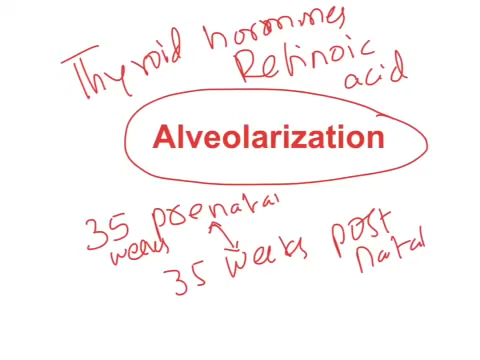 Thyroid hormones
Retinoic
acid
Alveolarization
35 prenatal
weeks
35 weeks post
natal